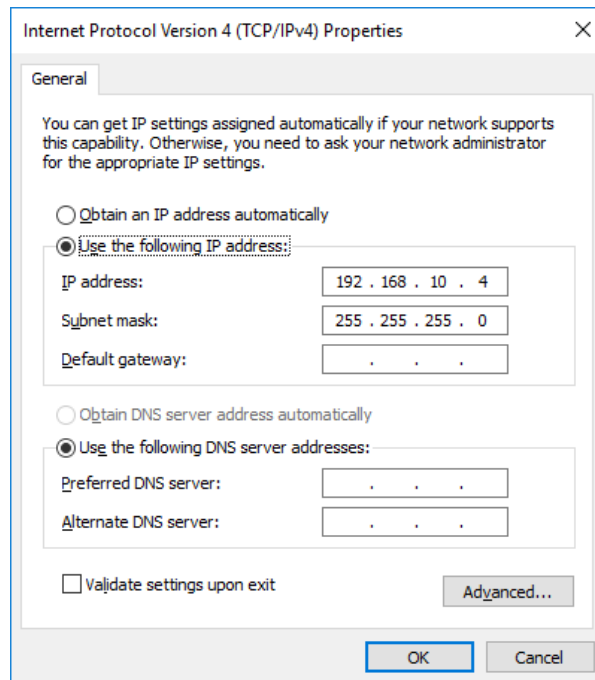 Internet Protocol Version 4 (TCP/IPv4) Properties
General
You can get IP settings assigned automatically if your network supports
this capability. Otherwise, you need to ask your network administrator
for the appropriate IP settings.
Obtain an IP address automatically
Use the following IP address:
IP address: 192 . 168 . 10 . 4
Subnet mask: 255 . 255 . 255 . 0
Default gateway: . . .
Obtain DNS server address automatically
Use the following DNS server addresses:
Preferred DNS server: . . .
Alternate DNS server: . . .
Validate settings upon exit
Advanced...
OK Cancel